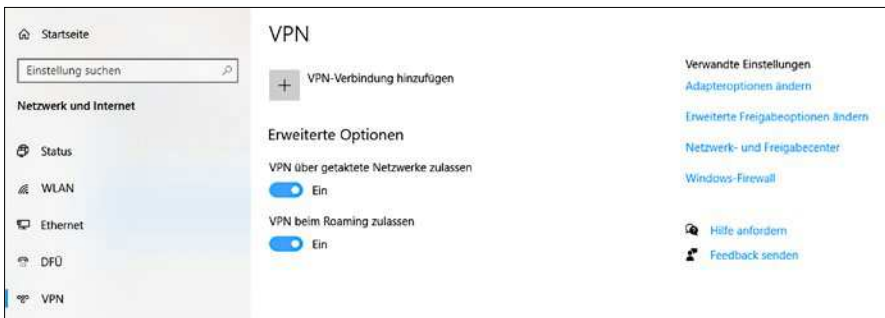 Startseite
Einstellung suchen
Netzwerk und Internet
Status
WLAN
Ethernet
DFÜ
VPN
VPN
VPN-Verbindung hinzufügen
Erweiterte Optionen
VPN über getaktete Netzwerke zulassen
Ein
VPN beim Roaming zulassen
Ein
Verwandte Einstellungen
Adapteroptionen ändern
Erweiterte Freigabeoptionen ändern
Netzwerk- und Freigabecenter
Windows-Firewall
Hilfe anfordern
Feedback senden